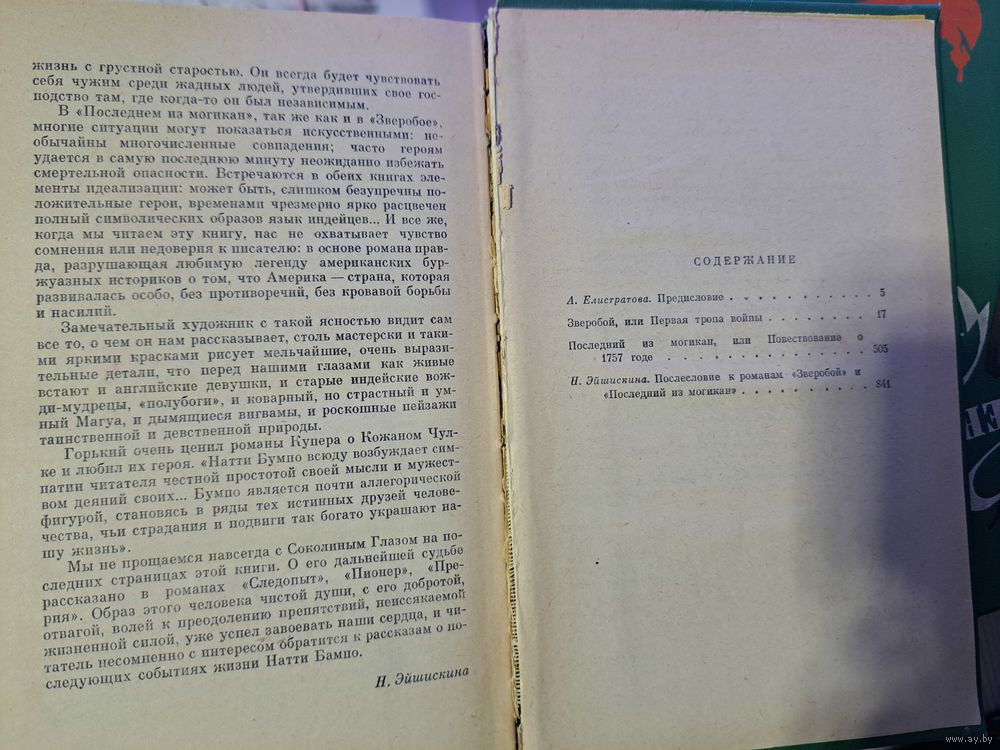 жизнь с грустной старостью. Он всегда будет чувствовать
себя чужим среди жадных людей, утвердивших свое гос-
подство там, где когда-то он был независимым.
В «Последнем из могикан», так же как и в «Зверобое»,
многие ситуации могут показаться искусственными: не-
обычайны многочисленные совпадения; часто героям
удается в самую последнюю минуту неожиданно избежать
смертельной опасности. Встречаются в обеих книгах эле-
менты идеализации: может быть, слишком безупречны по-
ложительные герои, временами чрезмерно ярко расцвечен
полный символических образов язык индейцев... И все же,
когда мы читаем эту книгу, нас не охватывает чувство
сомнения или недоверия к писателю: в основе романа прав-
да, разрушающая любимую легенду американских бур-
жуазных историков о том, что Америка — страна, которая
развивалась особо, без противоречий, без кровавой борьбы
и насилий.
Замечательный художник с такой ясностью видит сам
все то, о чем он нам рассказывает, столь мастерски и таки-
ми яркими красками рисует мельчайшие, очень вырази-
тельные детали, что перед нашими глазами как живые
встают и английские девушки, и старые индейские вож-
ди-мудрецы, «полубоги», и коварный, но страстный и ум-
ный Магуа, и дымящиеся вигвамы, и роскошные пейзажи
таинственной и девственной природы.
Горький очень ценил романы Купера о Кожаном Чул-
ке и любил их героя. «Натти Бумпо всюду возбуждает сим-
патии читателя честной простотой своей мысли и мужест-
вом деяний своих... Бумпо является почти аллегорической
фигурой, становясь в ряды тех истинных друзей челове-
чества, чьи страдания и подвиги так богато украшают на-
шу жизнь».
Мы не прощаемся навсегда с Соколиным Глазом на по-
следних страницах этой книги. О его дальнейшей судьбе
рассказано в романах «Следопыт», «Пионер», «Пре-
рия». Образ этого человека чистой души, с его добротой,
отвагой, волей к преодолению препятствий, неиссякаемой
жизненной силой, уже успел завоевать наши сердца, и чи-
татель несомненно с интересом обратится к рассказам о по-
следующих событиях жизни Натти Бампо.
Н. Эйшискина
СОДЕРЖАНИЕ
А. Елистратова. Предисловие . . . . . . . . . . . 5
Зверобой, или Первая тропа войны . . . . . . . . 17
Последний из могикан, или Повествование о
1757 годе . . . . . . . . . . . . . . . 505
Н. Эйшискина. Послесловие к романам «Зверобой» и
«Последний из могикан» . . . . . . . . . . 841
www.ay.by